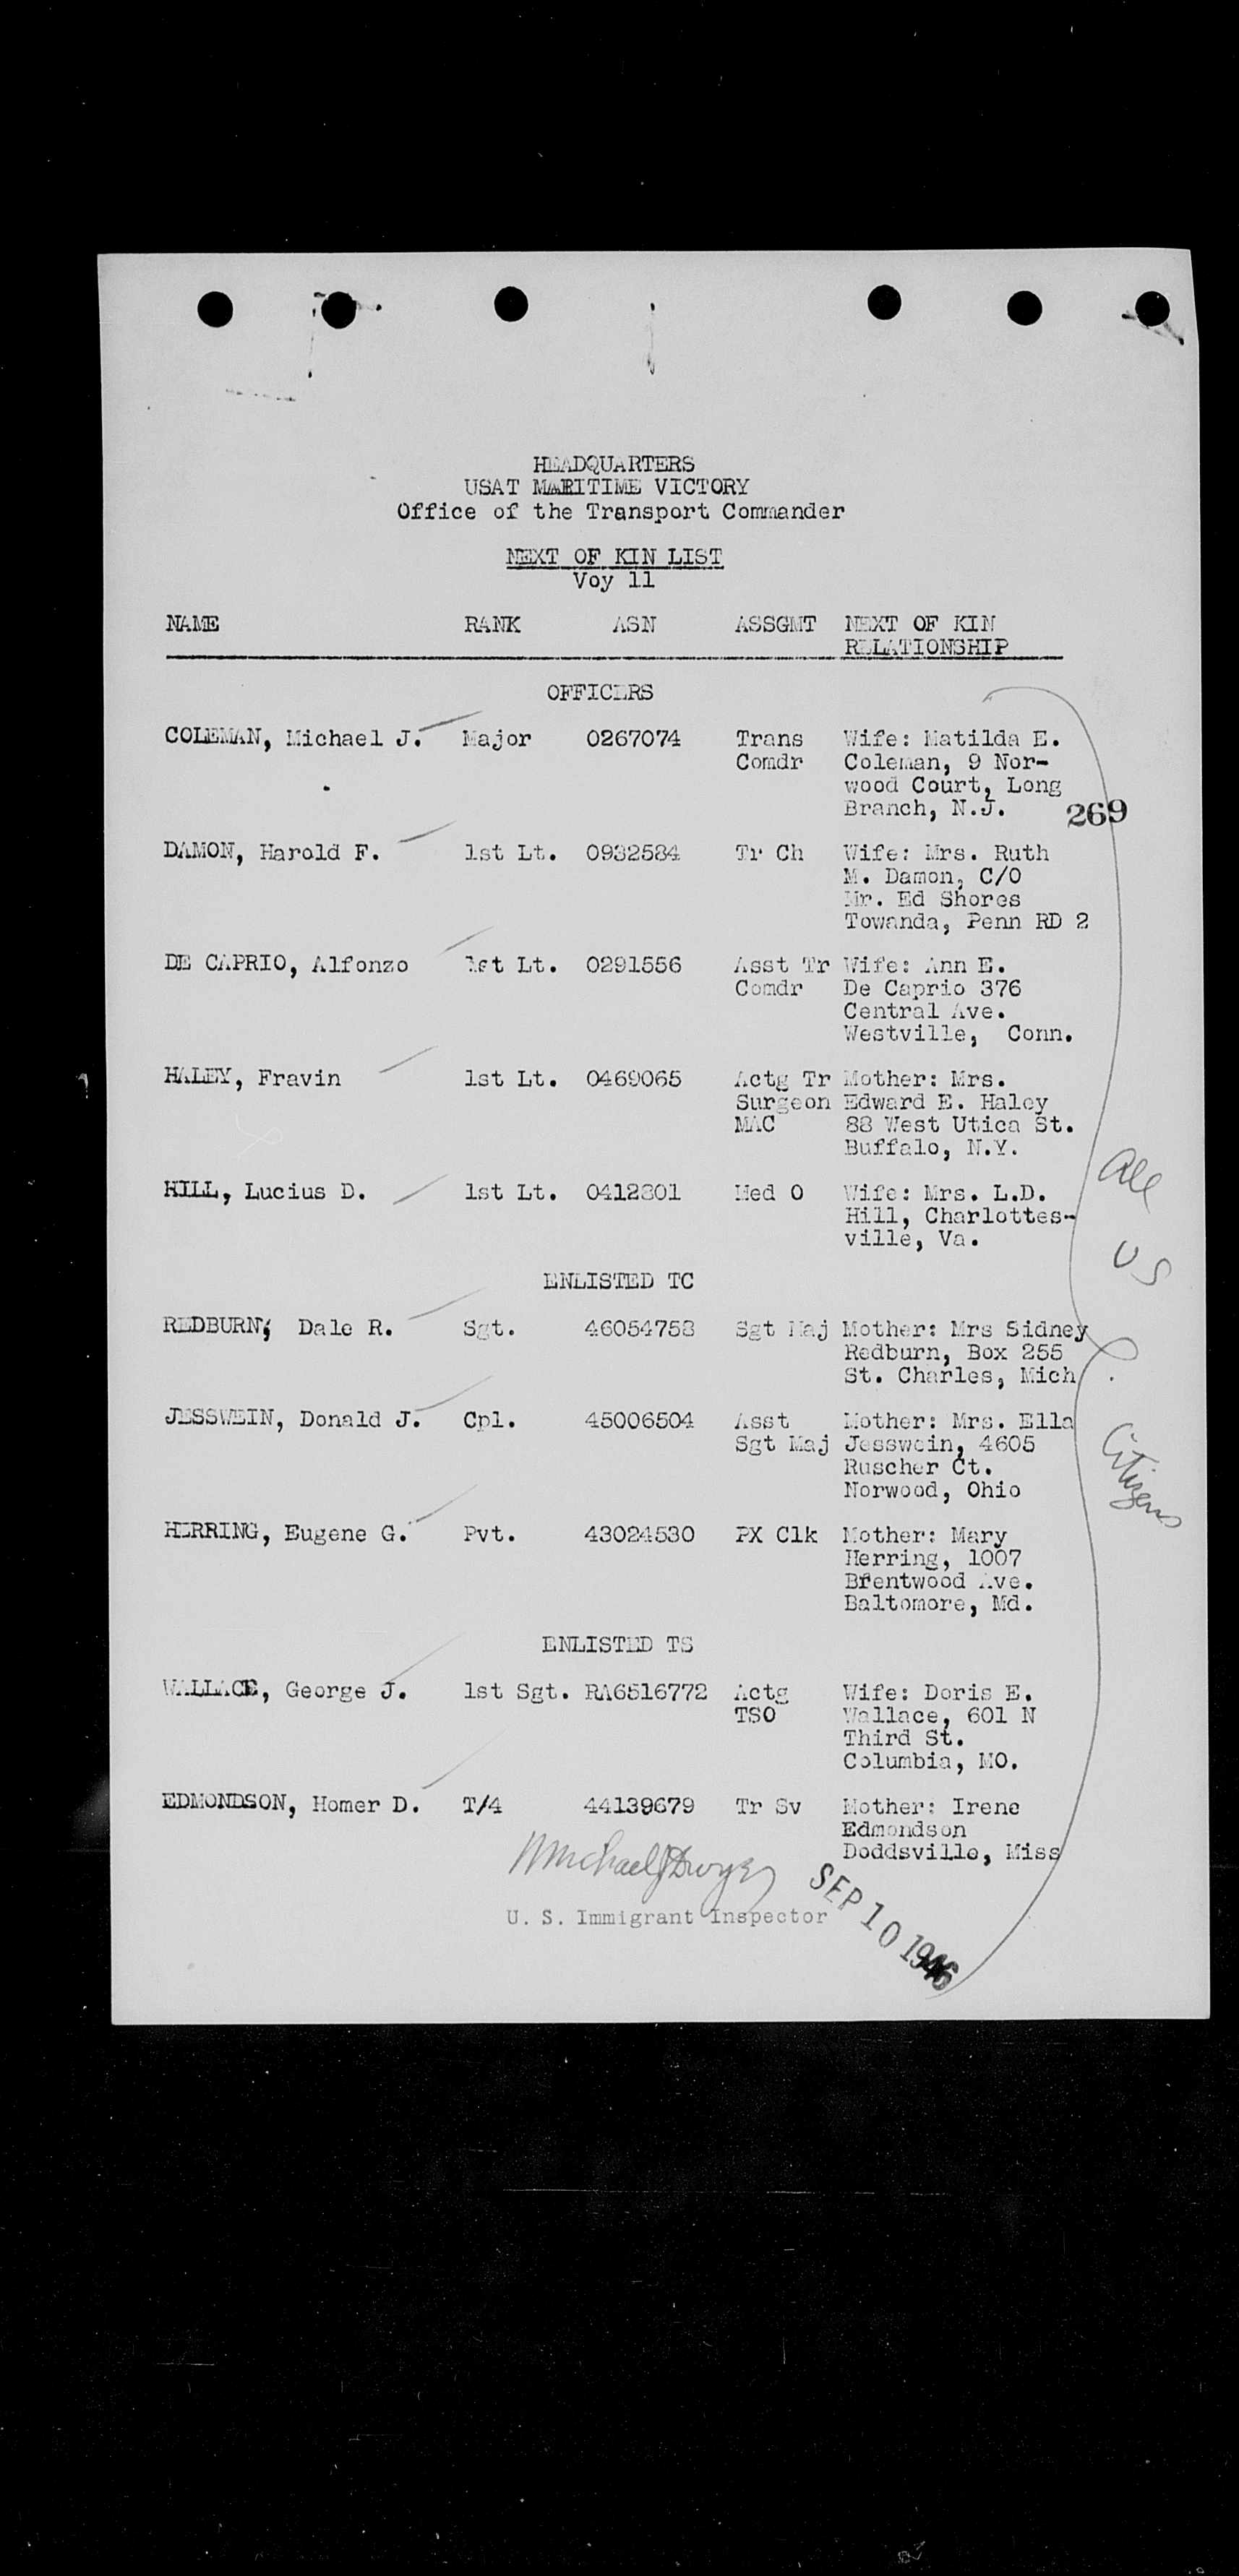 HEADQUARTERS
USAT MARITIME VICTORY
Office of the Transport Commander
NEXT OF KIN LIST
Voy 11
NAME RANK ASN ASSGMT NEXT OF KIN
RELATIONSHIP
OFFICERS
COLEMAN, Michael J. Major 0267074 Trans Wife: Matilda E.
Comdr Coleman, 9 Nor-
wood Court, Long
Branch, N.J.
269
DAMON, Harold F. 1st Lt. 0932584 Tr Ch Wife: Mrs. Ruth
M. Damon, C/O
Mr. Ed Shores
Towanda, Penn RD 2
DE CAPRIO, Alfonzo 1st Lt. 0291556 Asst Tr Wife: Ann E.
Comdr De Caprio 376
Central Ave.
Westville, Conn.
HALEY, Fravin 1st Lt. 0469065 Actg Tr Mother: Mrs.
Surgeon Edward E. Haley
MAC 88 West Utica St.
Buffalo, N.Y.
HILL, Lucius D. 1st Lt. 0412301 Med O Wife: Mrs. L.D.
Hill, Charlottes-
ville, Va.
All
US
Citizens
ENLISTED TC
REDBURN, Dale R. Sgt. 46054758 Sgt Maj Mother: Mrs Sidney
Redburn, Box 255
St. Charles, Mich.
JESSWEIN, Donald J. Cpl. 45006504 Asst Mother: Mrs. Ella
Sgt Maj Jesswein, 4605
Ruscher Ct.
Norwood, Ohio
HERRING, Eugene G. Pvt. 43024530 PX Clk Mother: Mary
Herring, 1007
Brentwood Ave.
Baltomore, Md.
ENLISTED TS
WALLACE, George J. 1st Sgt. RA6516772 Actg Wife: Doris E.
TSO Wallace, 601 N
Third St.
Columbia, MO.
EDMONDSON, Homer D. T/4 44139679 Tr Sv Mother: Irene
Edmondson
Doddsville, Miss
Michael J Dwyer
U. S. Immigrant Inspector
SEP 10 1946